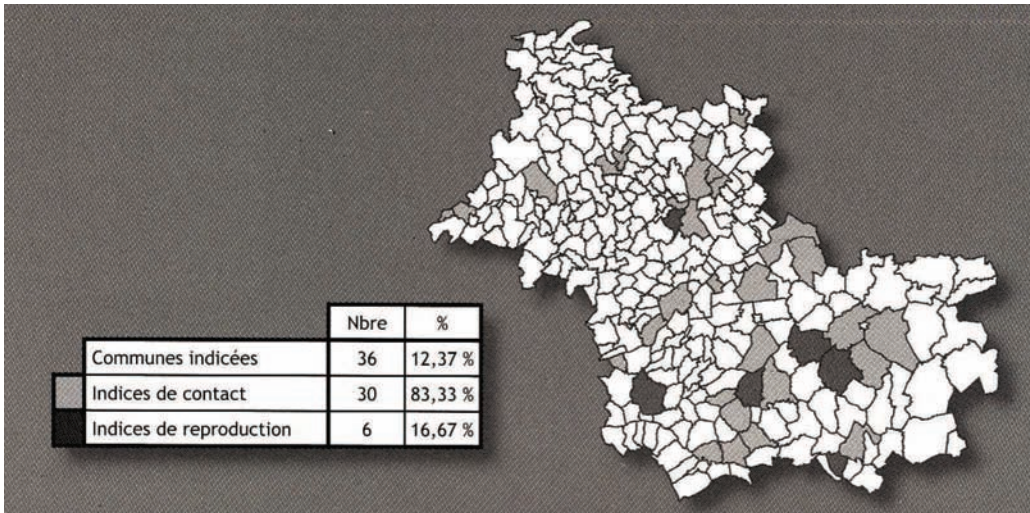 Nbre %
Communes indicées 36 12,37 %
Indices de contact 30 83,33 %
Indices de reproduction 6 16,67 %